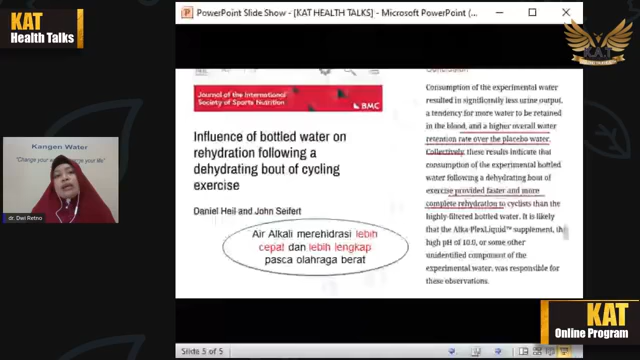 KAT
Health Talks
PowerPoint Slide Show - [KAT HEALTH TALKS] - Microsoft PowerPoint (...
KAT
Journal of the International
Society of Sports Nutrition
BMC
Influence of bottled water on
rehydration following a
dehydrating bout of cycling
exercise
Daniel Heil and John Seifert
Air Alkali merehidrasi lebih
cepat dan lebih lengkap
pasca olahraga berat
Conclusion
Consumption of the experimental water
resulted in significantly less urine output,
a tendency for more water to be retained
in the blood, and a higher overall water
retention rate over the placebo water.
Collectively, these results indicate that
consumption of the experimental bottled
water following a dehydrating bout of
exercise provided faster and more
complete rehydration to cyclists than the
highly-filtered bottled water. It is likely
that the Alka-PlexLiquid™ supplement, th
high pH of 10.0, or some other
unidentified component of the
experimental water, was responsible for
these observations.
Kangen Water
"Change your water change your life"
dr. Dwi Retno
Slide 5 of 5
KAT
Online Program